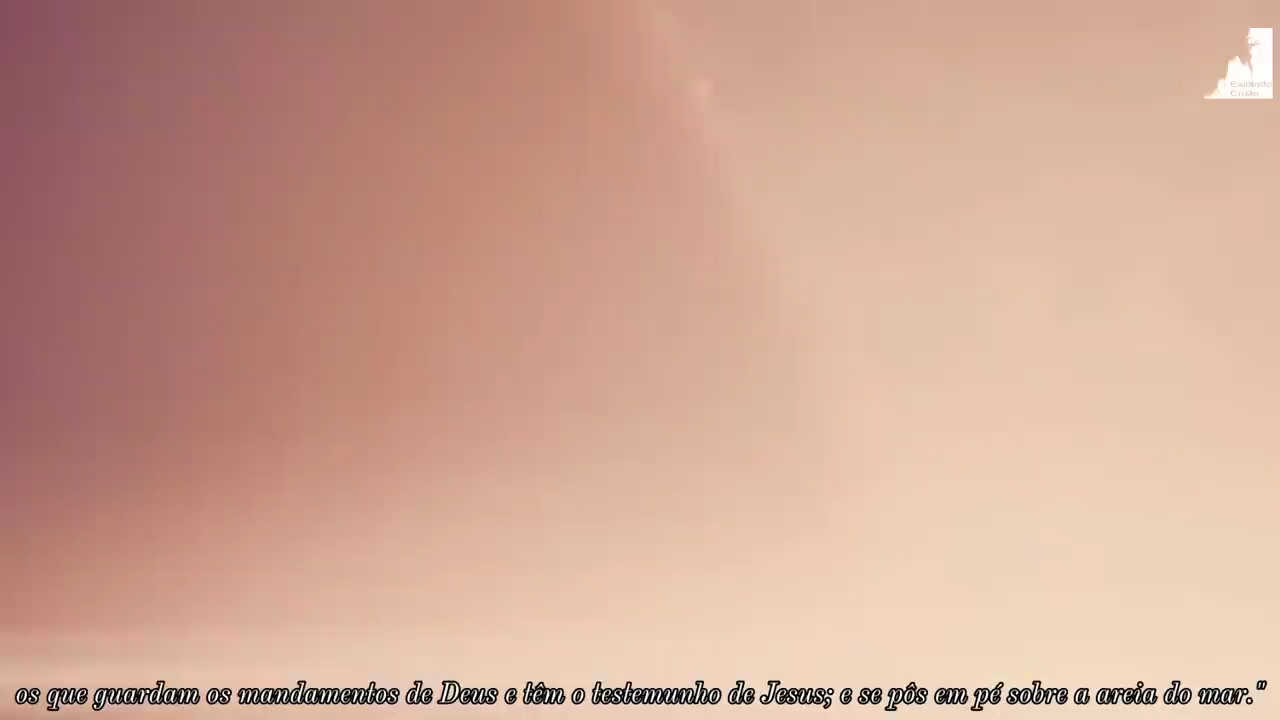 Cristão
os que guardam os mandamentos de Deus e têm o testemunho de Jesus; e se pôs em pé sobre a areia do mar."